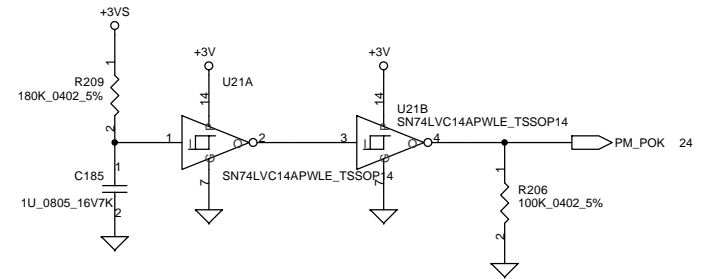 +3VS
+3V
+3V
1
R209
180K_0402_5%
2
14
U21A
P
1
I
O
2
G
7
SN74LVC14APWLE_TSSOP14
14
U21B
SN74LVC14APWLE_TSSOP14
P
3
I
O
4
G
7
PM_POK 24
1
C185
1U_0805_16V7K
2
1
R206
100K_0402_5%
2